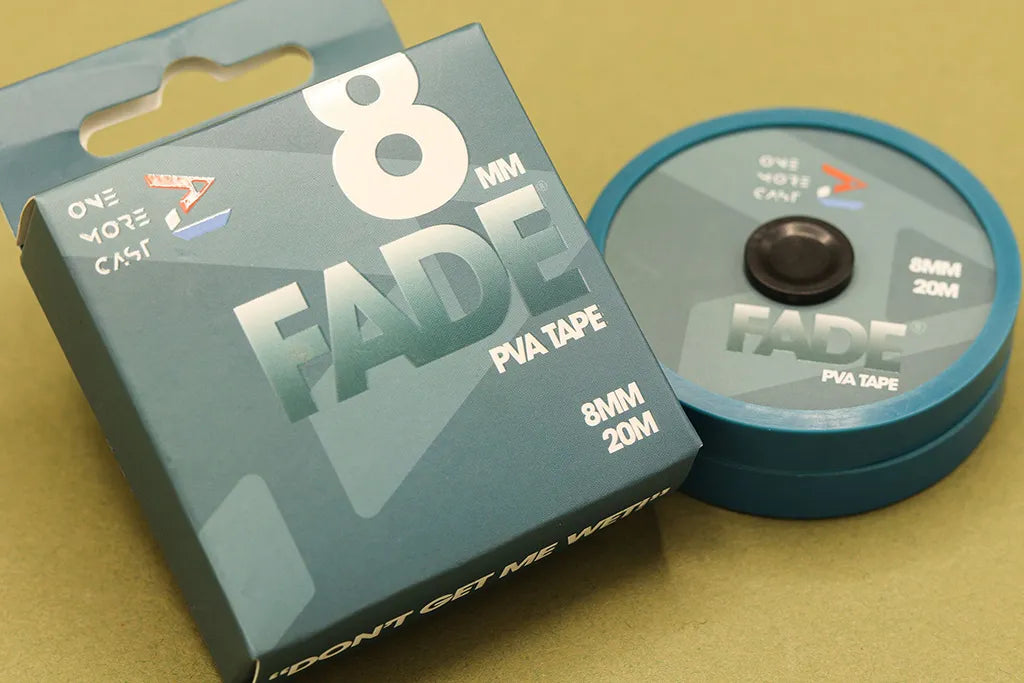 ONE
MORE
CAST
8
MM
FADE®
PVA TAPE
8MM
20M
"DON'T GET ME WET!"
ONE
MORE
CAST
8MM
20M
FADE®
PVA TAPE